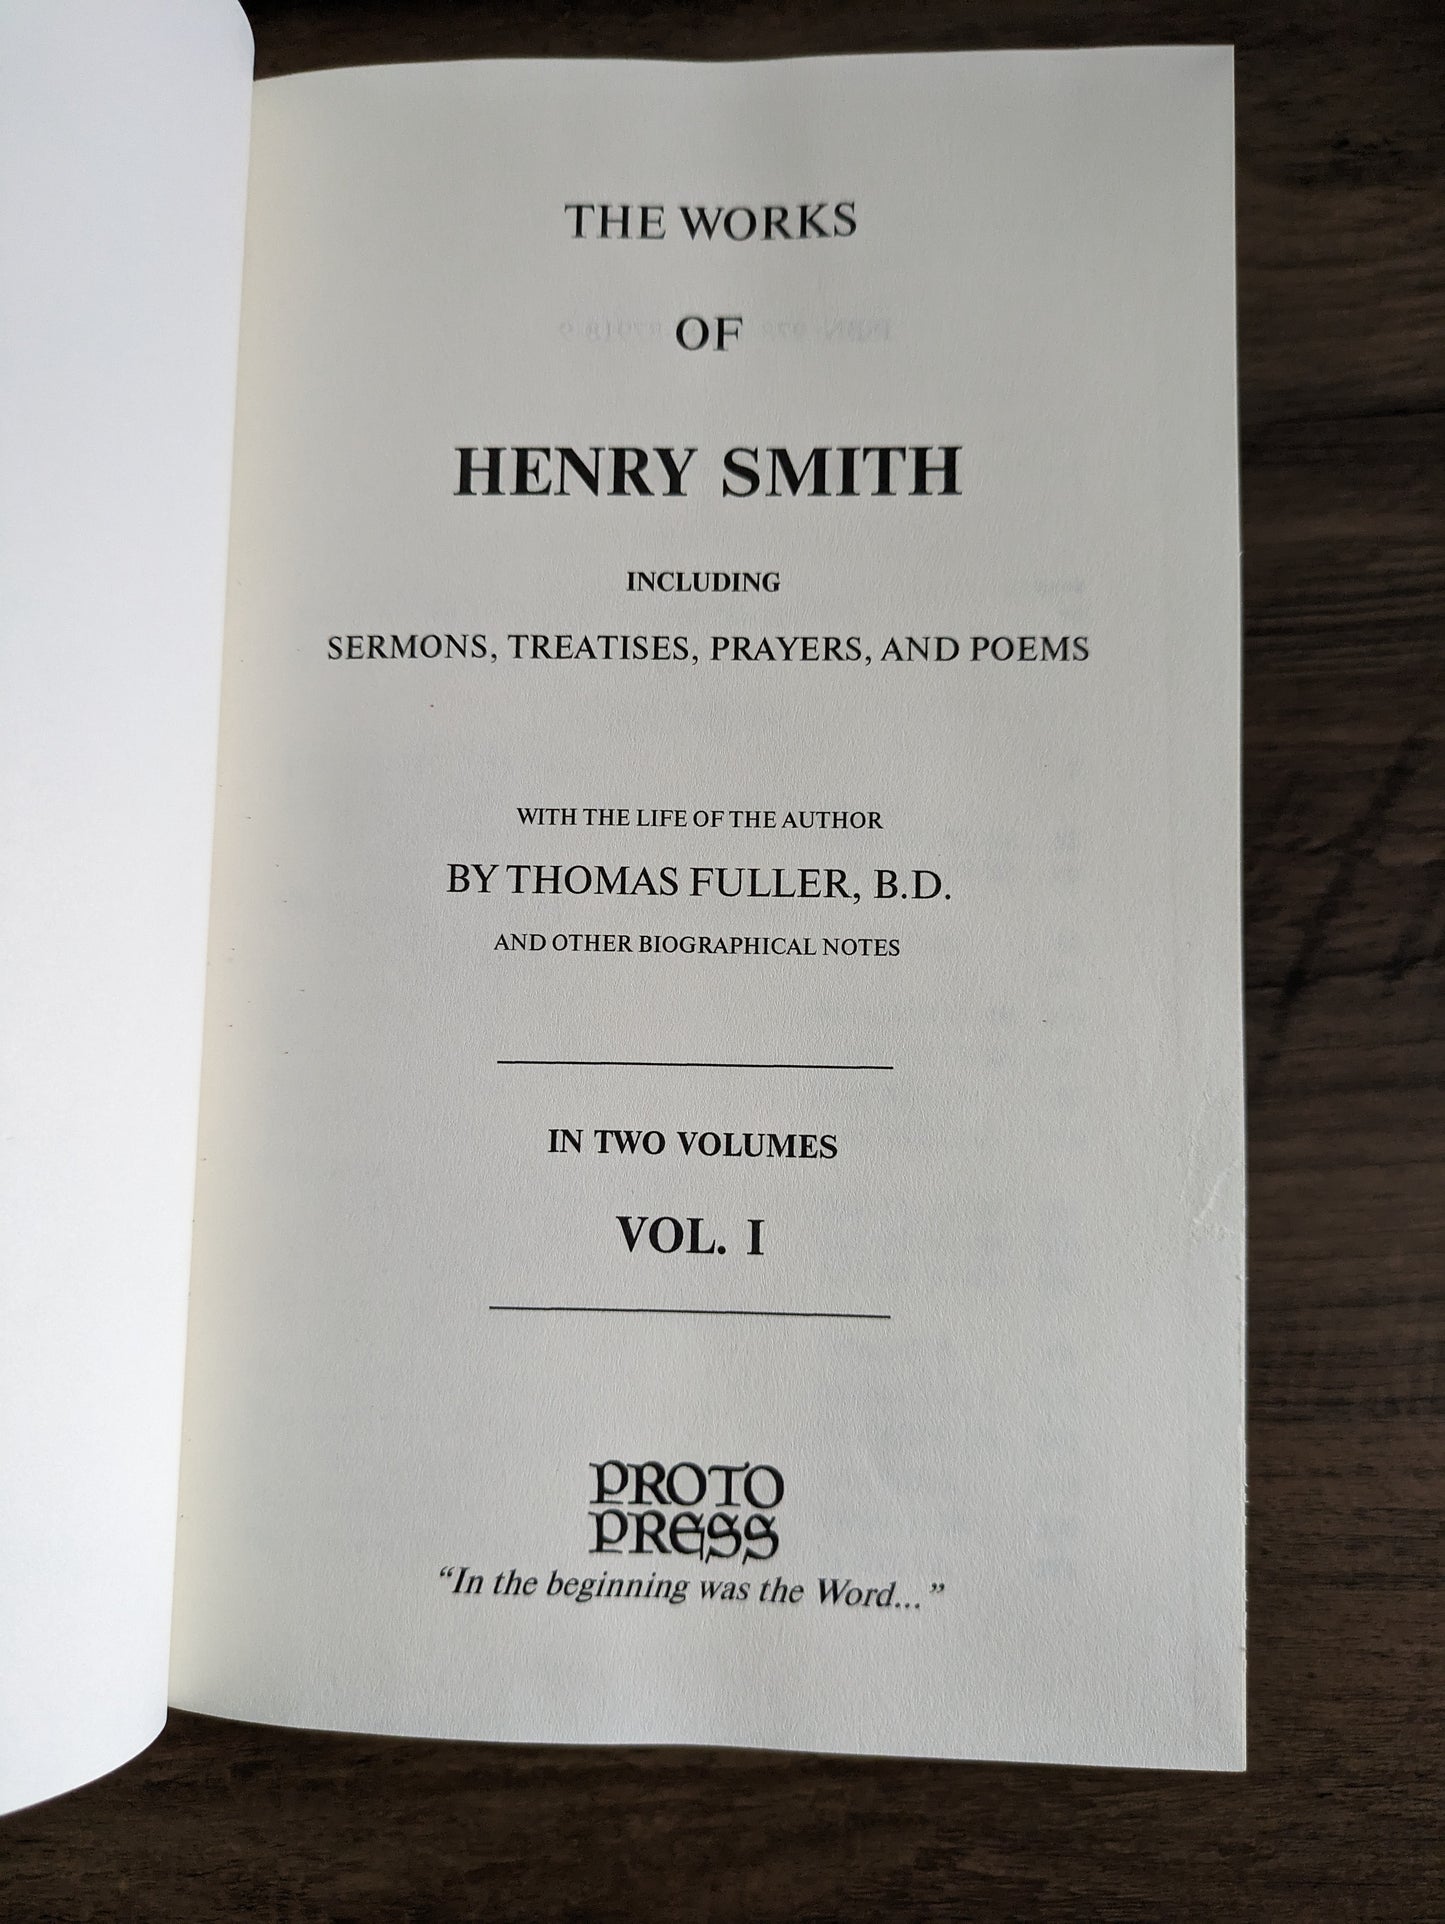 THE WORKS
OF
HENRY SMITH
INCLUDING
SERMONS, TREATISES, PRAYERS, AND POEMS
WITH THE LIFE OF THE AUTHOR
BY THOMAS FULLER, B.D.
AND OTHER BIOGRAPHICAL NOTES
IN TWO VOLUMES
VOL. I
PROTO
PRESS
“In the beginning was the Word...”